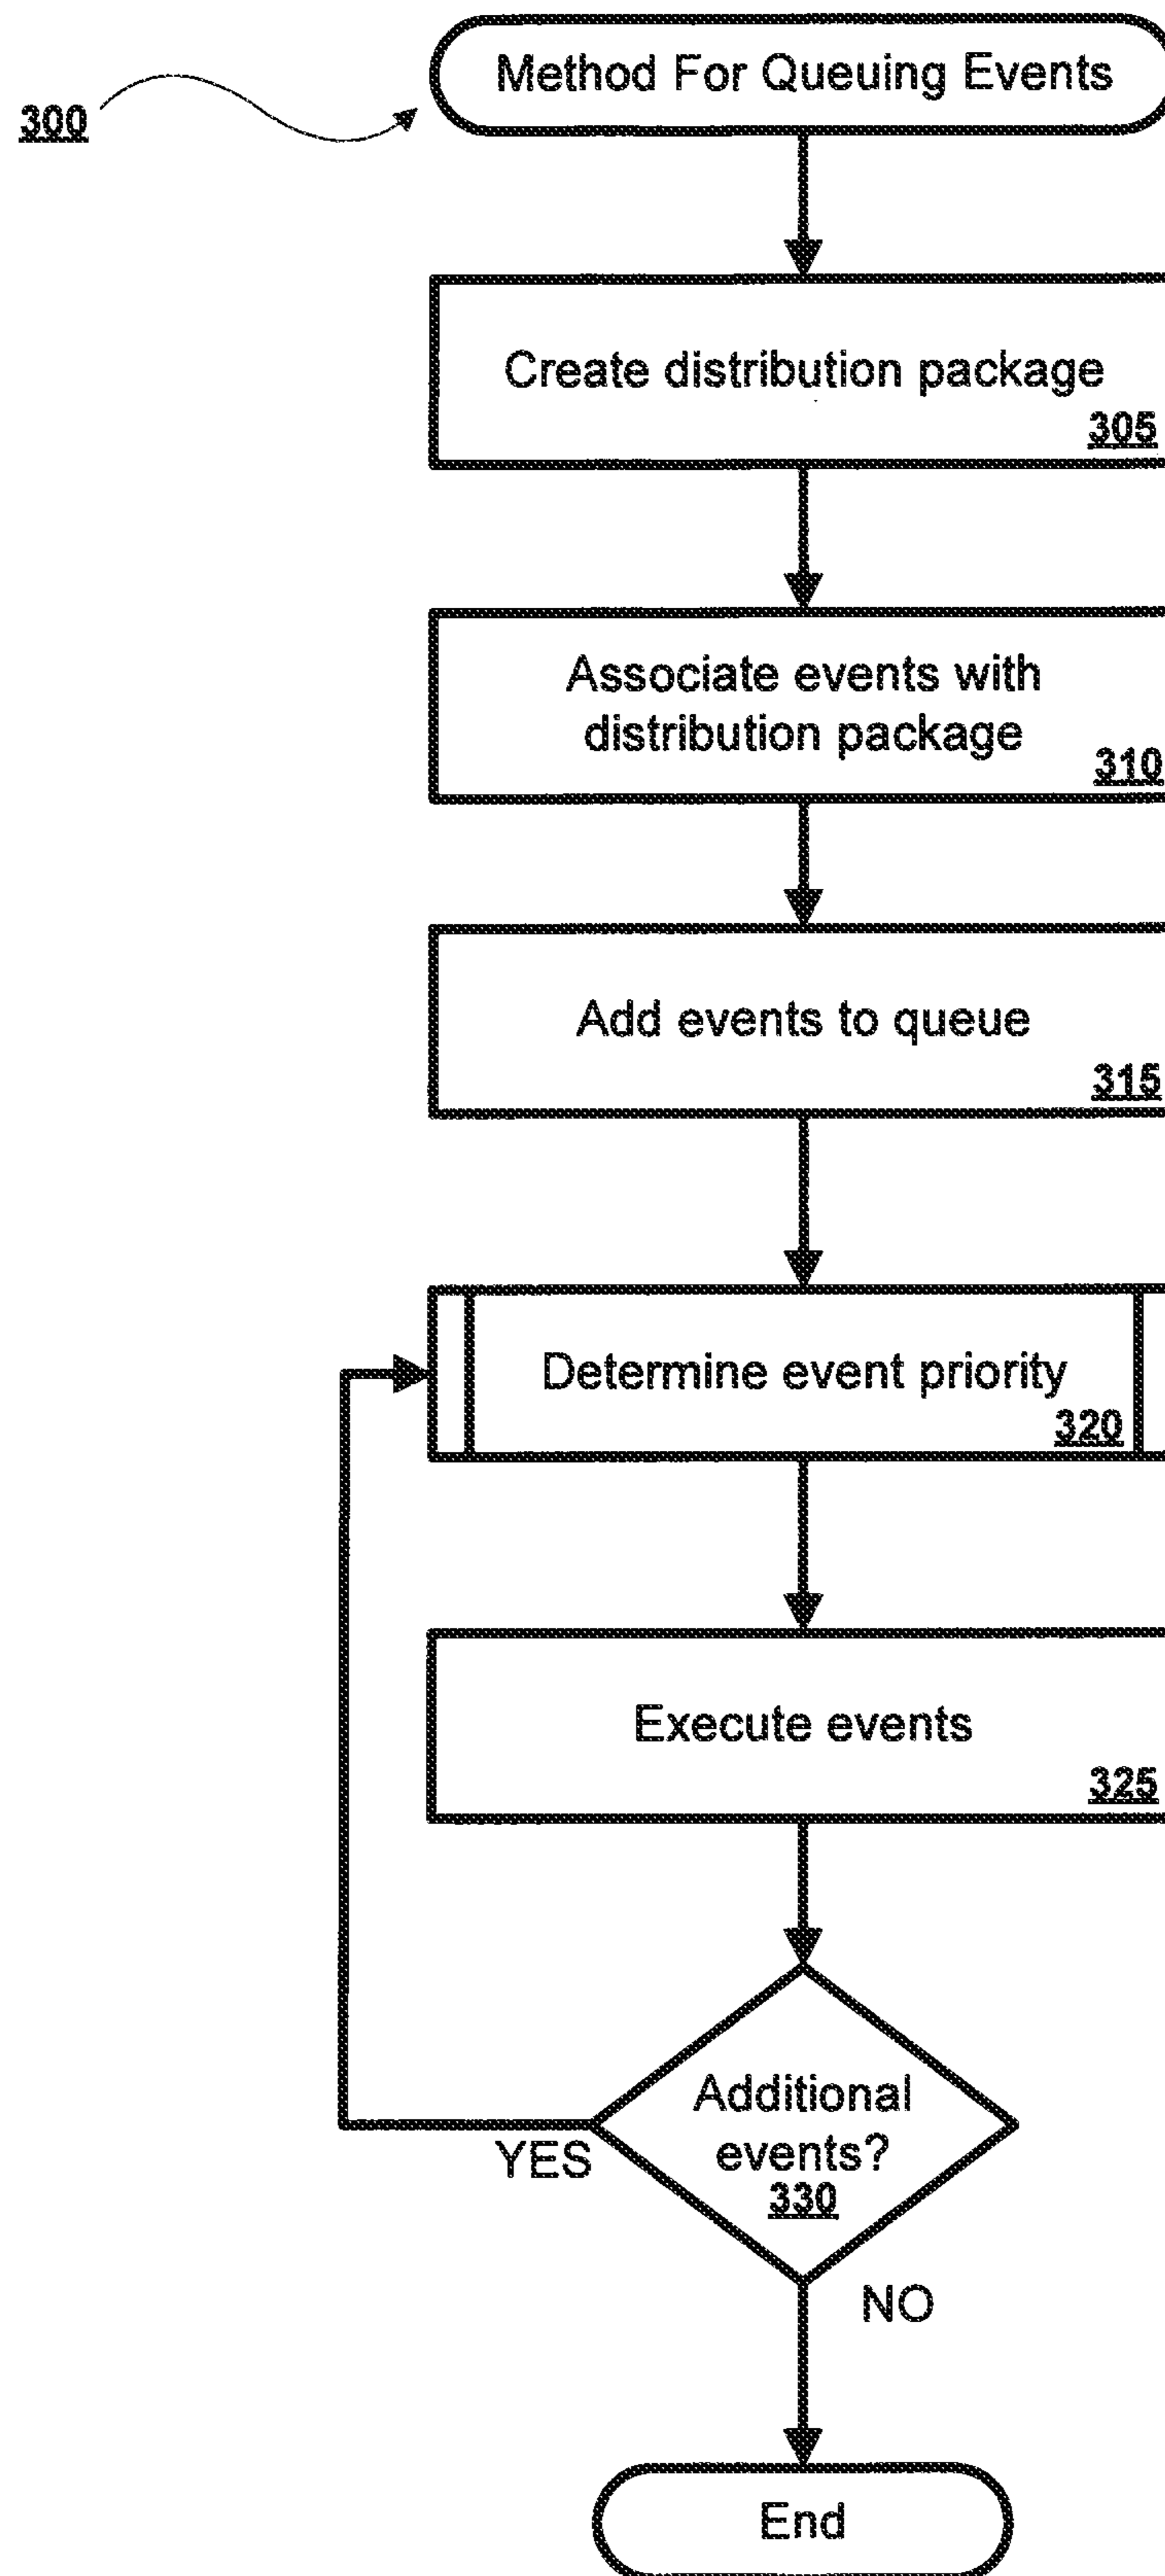 Method For Queuing Events
300
Create distribution package
305
Associate events with
distribution package
310
Add events to queue
315
Determine event priority
320
Execute events
325
Additional
events?
330
YES
NO
End